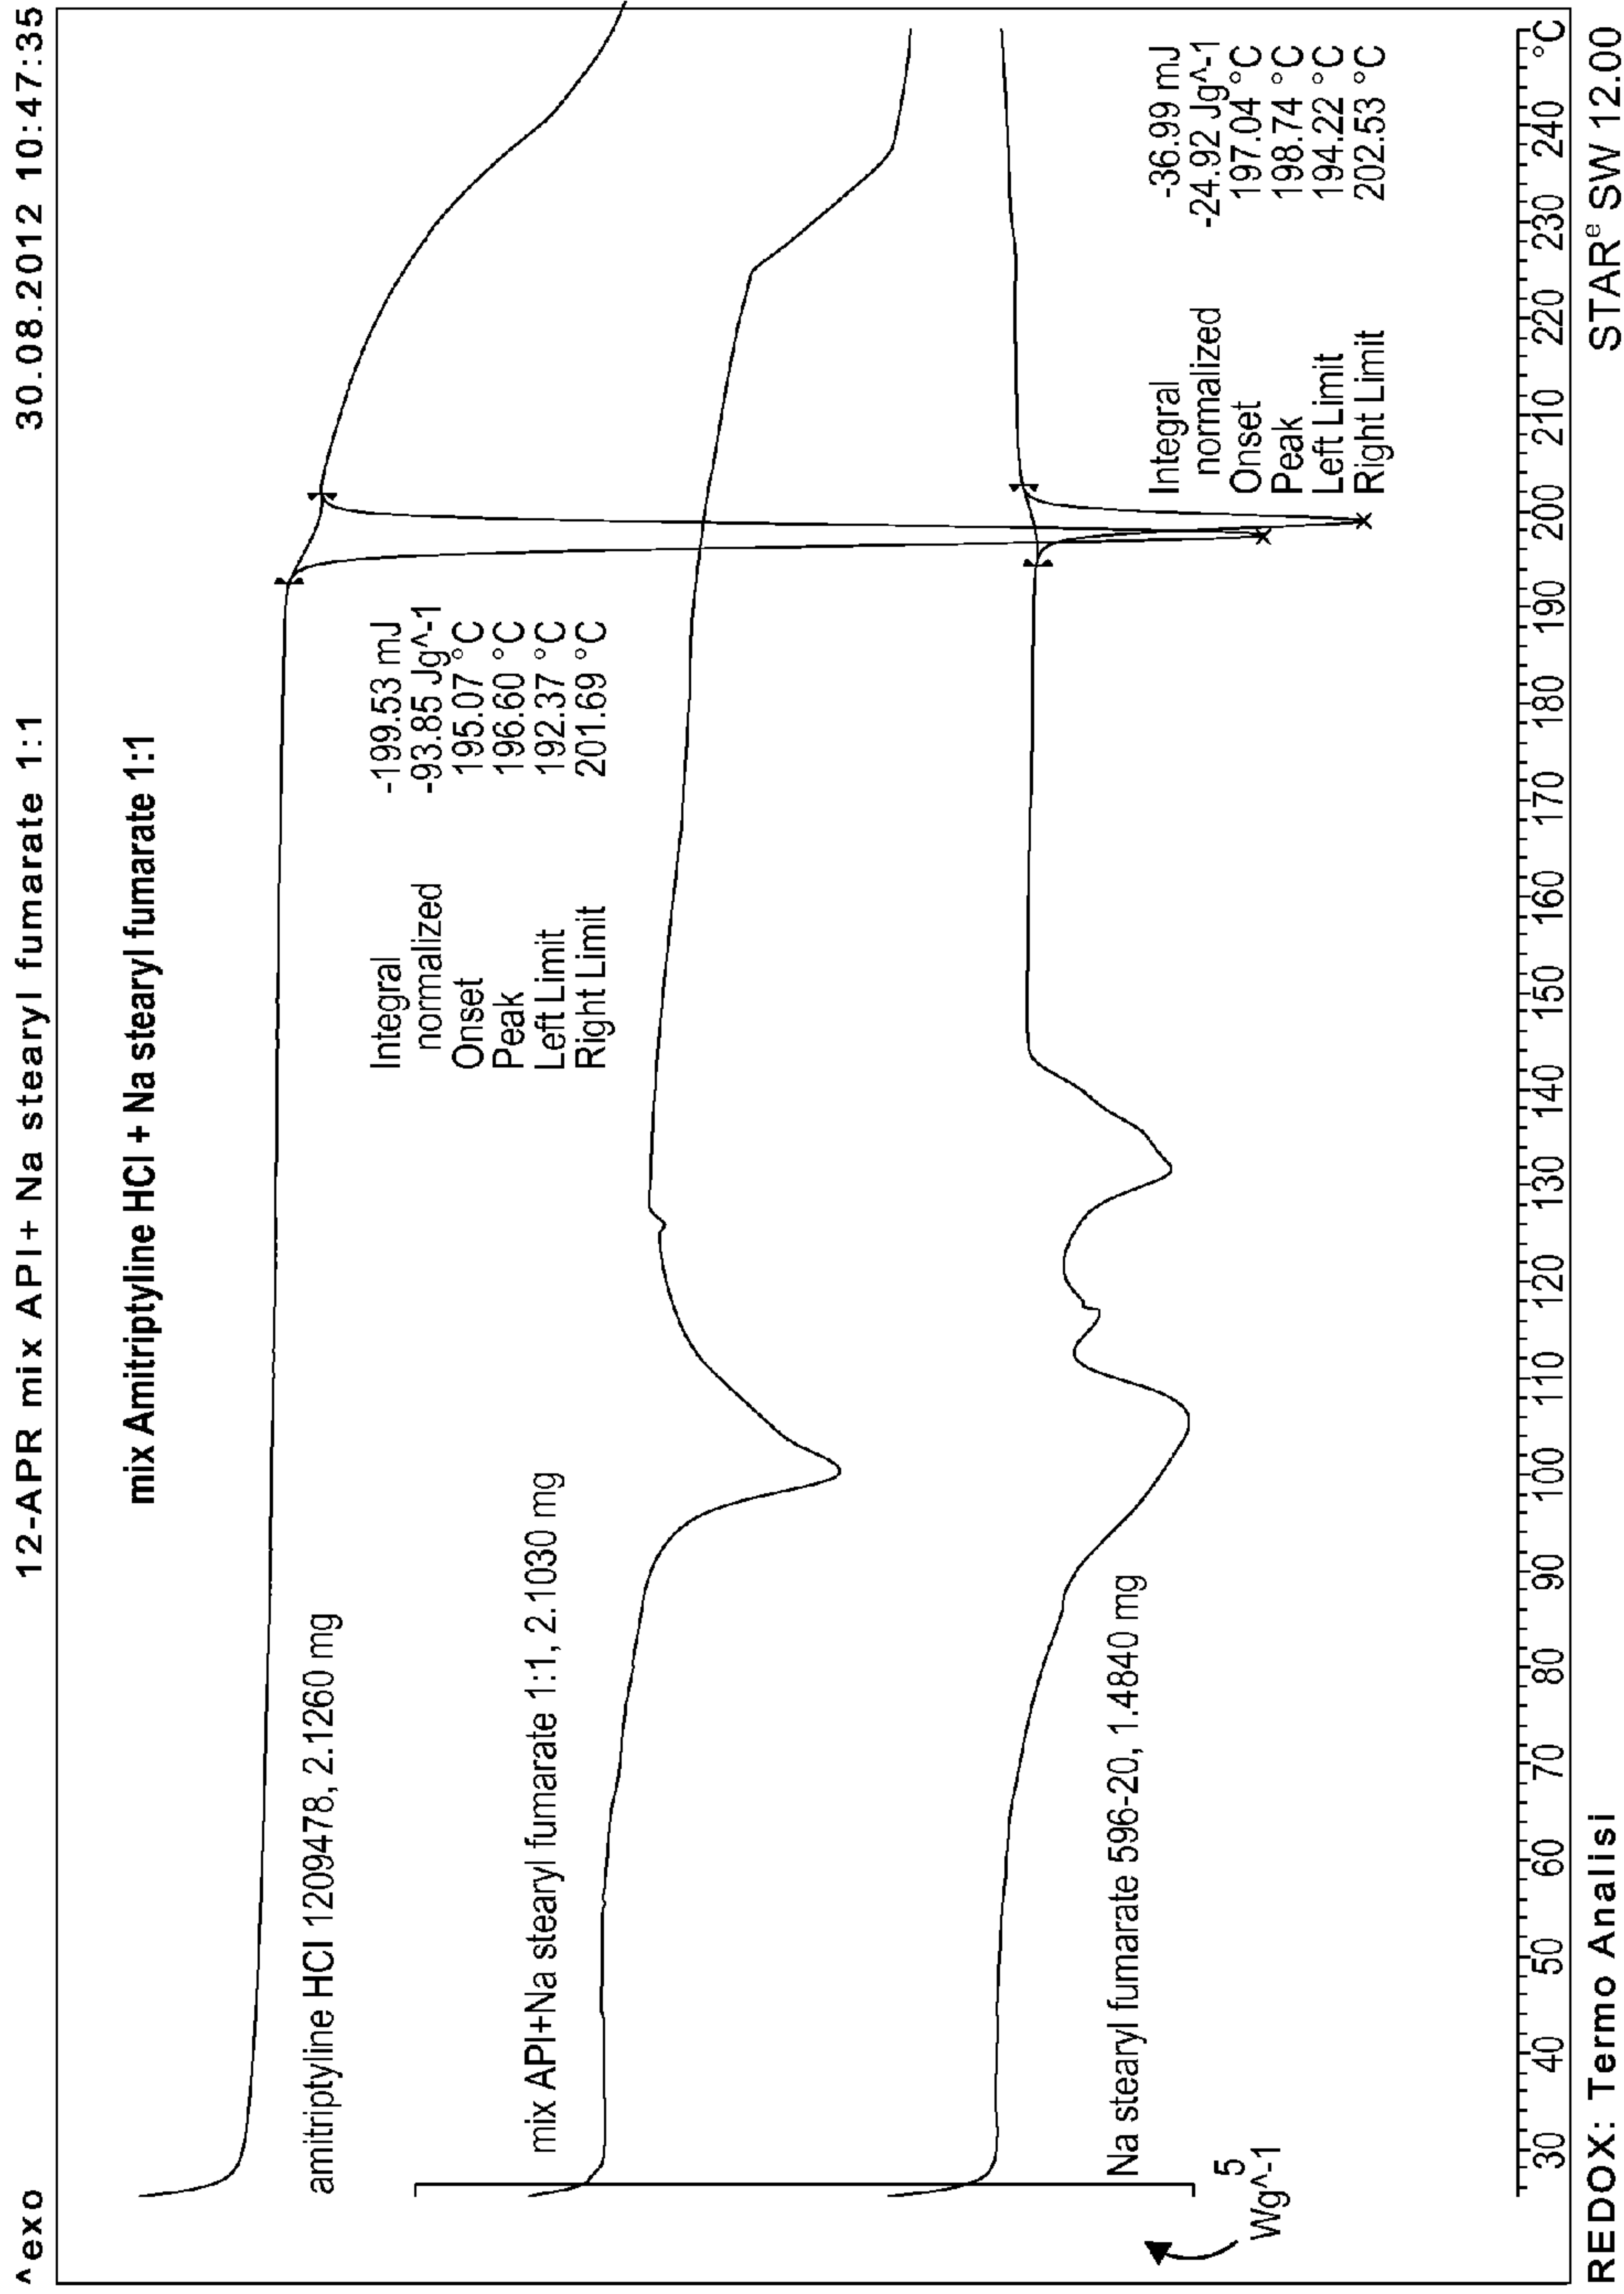 ^exo
12-APR mix API+ Na stearyl fumarate 1:1
30.08.2012 10:47:35
mix Amitriptyline HCl + Na stearyl fumarate 1:1
amitriptyline HCl 1209478, 2.1260 mg
Integral -199.53 mJ
normalized -93.85 Jg^-1
Onset 195.07 °C
Peak 196.60 °C
Left Limit 192.37 °C
Right Limit 201.69 °C
mix API+Na stearyl fumarate 1:1, 2.1030 mg
Na stearyl fumarate 596-20, 1.4840 mg
Integral -36.99 mJ
normalized -24.92 Jg^-1
Onset 197.04 °C
Peak 198.74 °C
Left Limit 194.22 °C
Right Limit 202.53 °C
5
Wg^-1
30 40 50 60 70 80 90 100 110 120 130 140 150 160 170 180 190 200 210 220 230 240 °C
REDOX: Termo Analisi
STARe SW 12.00